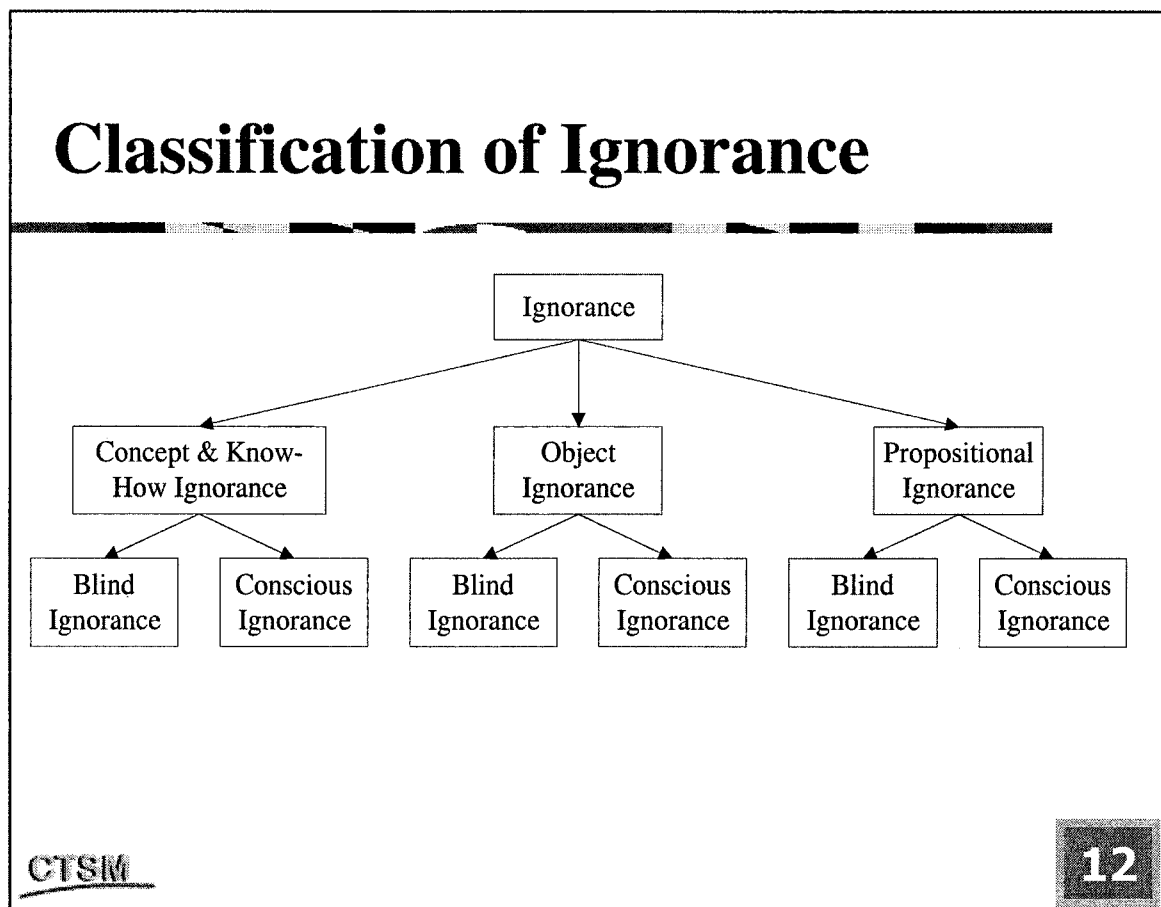 Classification of Ignorance
Ignorance
Concept & Know-
How Ignorance
Object
Ignorance
Propositional
Ignorance
Blind
Ignorance
Conscious
Ignorance
Blind
Ignorance
Conscious
Ignorance
Blind
Ignorance
Conscious
Ignorance
CTSM
12